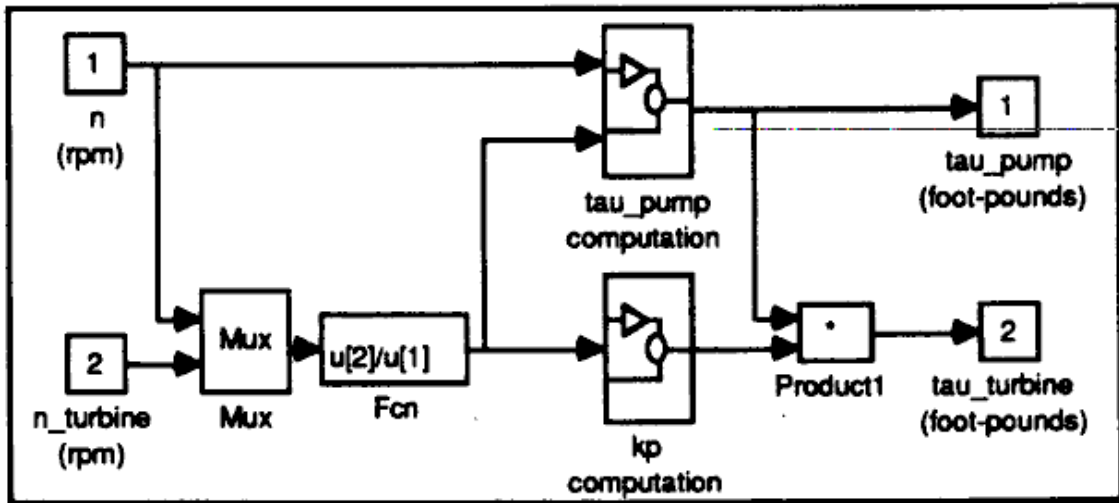 1
n
(rpm)
2
n_turbine
(rpm)
Mux
Mux
u[2]/u[1]
Fcn
tau_pump
computation
kp
computation
*
Product1
1
tau_pump
(foot-pounds)
2
tau_turbine
(foot-pounds)